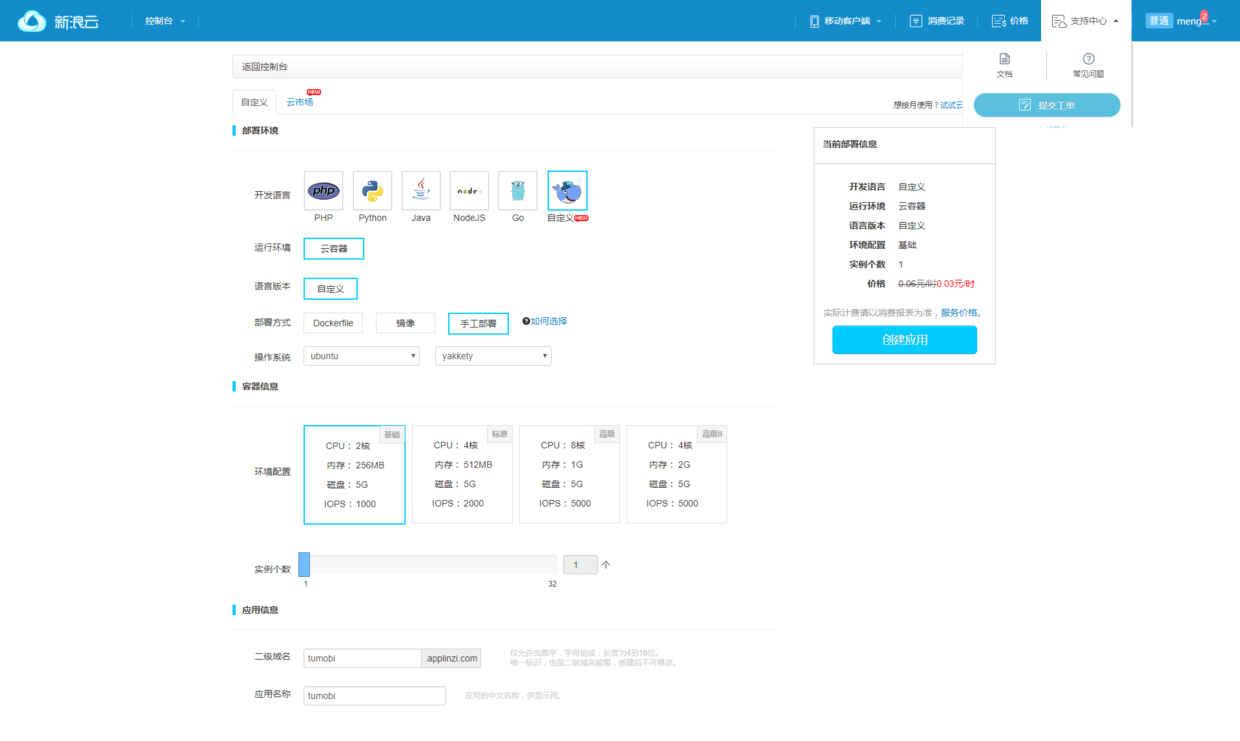 新浪云
控制台
移动客户端
消费记录
价格
支持中心
普通
meng...
2
文档
常见问题
提交工单
返回控制台
自定义
云市场
NEW
想按月使用？试试云
部署环境
开发语言
php
node
PHP
Python
Java
NodeJS
Go
自定义
NEW
运行环境
云容器
语言版本
自定义
部署方式
Dockerfile
镜像
手工部署
如何选择
操作系统
ubuntu
yakkety
容器信息
环境配置
基础
CPU： 2核
内存： 256MB
磁盘： 5G
IOPS： 1000
标准
CPU： 4核
内存： 512MB
磁盘： 5G
IOPS： 2000
高级
CPU： 8核
内存： 1G
磁盘： 5G
IOPS： 5000
高级II
CPU： 4核
内存： 2G
磁盘： 5G
IOPS： 5000
实例个数
1
个
1
32
应用信息
二级域名
tumobi
.applinzi.com
仅允许由数字，字母组成，长度为4到18位。
唯一标识，也是二级域名前缀，创建后不可修改。
应用名称
tumobi
应用的中文名称，供显示用。
当前部署信息
开发语言 自定义
运行环境 云容器
语言版本 自定义
环境配置 基础
实例个数 1
价格 0.06元/时0.03元/时
实际计费请以消费报表为准，服务价格。
创建应用